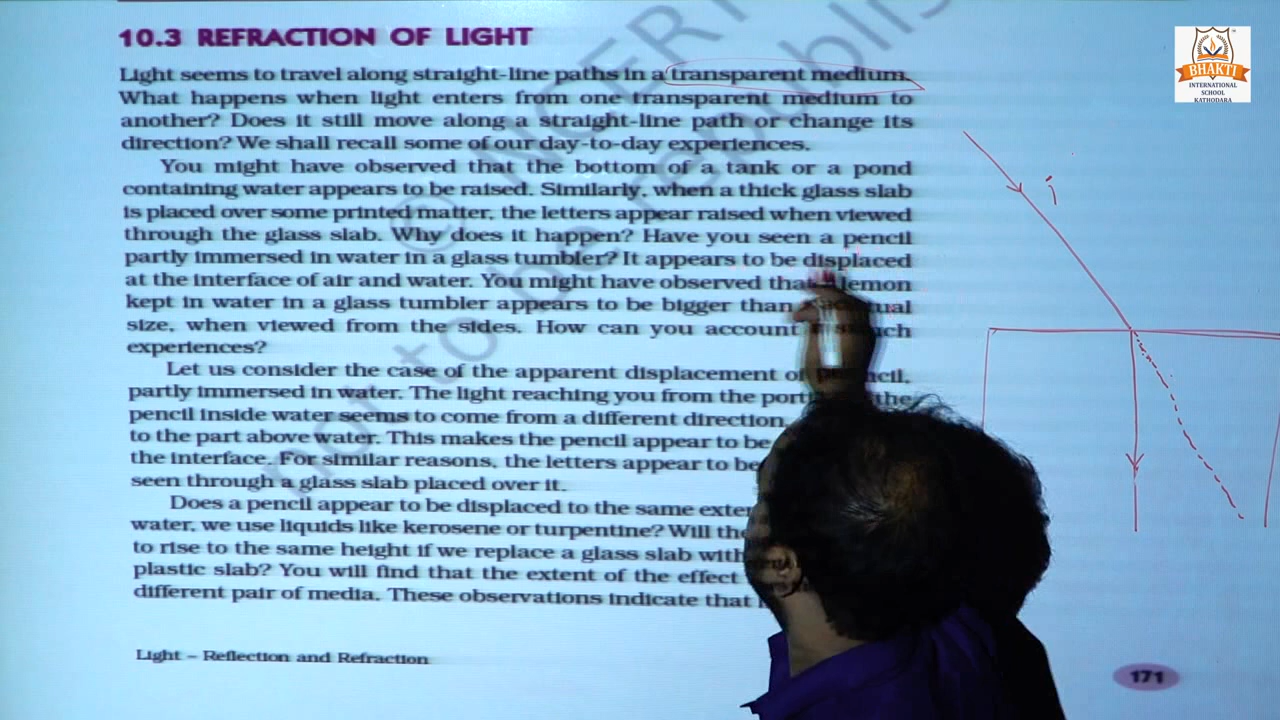 10.3 REFRACTION OF LIGHT
Light seems to travel along straight-line paths in a transparent medium.
What happens when light enters from one transparent medium to
another? Does it still move along a straight-line path or change its
direction? We shall recall some of our day-to-day experiences.
You might have observed that the bottom of a tank or a pond
containing water appears to be raised. Similarly, when a thick glass slab
is placed over some printed matter, the letters appear raised when viewed
through the glass slab. Why does it happen? Have you seen a pencil
partly immersed in water in a glass tumbler? It appears to be displaced
at the interface of air and water. You might have observed that lemon
kept in water in a glass tumbler appears to be bigger than
size, when viewed from the sides. How can you account
experiences?
Let us consider the case of the apparent displacement of
partly immersed in water. The light reaching you from the the
pencil inside water seems to come from a different direction,
to the part above water. This makes the pencil appear to be
the interface. For similar reasons, the letters appear to be
seen through a glass slab placed over it.
Does a pencil appear to be displaced to the same
water, we use liquids like kerosene or turpentine? Will
to rise to the same height if we replace a glass slab with
plastic slab? You will find that the extent of the effect
different pair of media. These observations indicate that
Light – Reflection and Refraction
171
i
BHAKTI
INTERNATIONAL
SCHOOL
KATHODARA
© NCERT
not to be republis